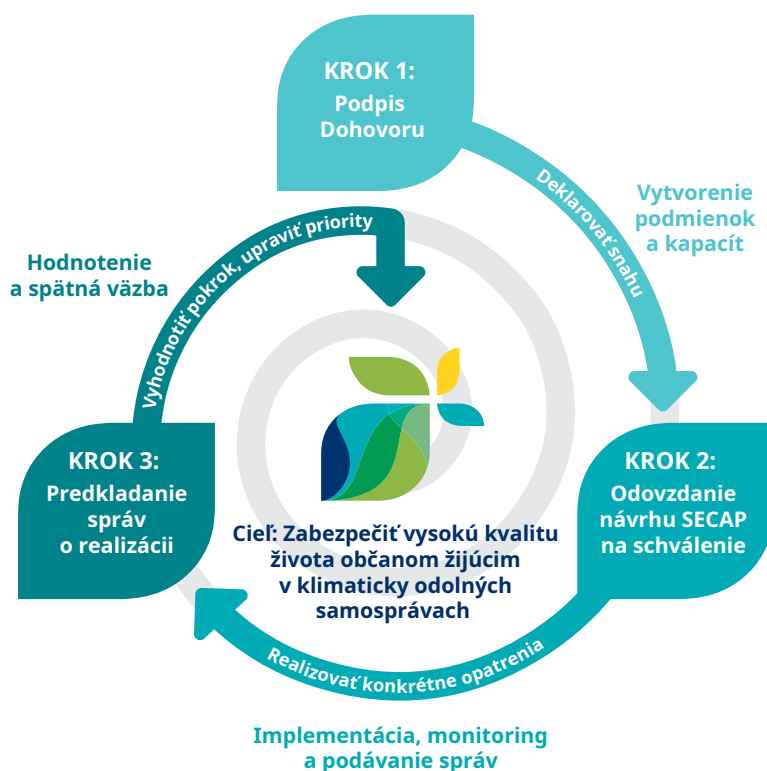 KROK 1:
Podpis
Dohovoru
Deklarovať snahu
Vytvorenie
podmienok
a kapacít
KROK 2:
Odovzdanie
návrhu SECAP
na schválenie
Realizovať konkrétne opatrenia
Implementácia, monitoring
a podávanie správ
KROK 3:
Predkladanie
správ
o realizácii
Vyhodnotiť pokrok, upraviť priority
Hodnotenie
a spätná väzba
Cieľ: Zabezpečiť vysokú kvalitu
života občanom žijúcim
v klimaticky odolných
samosprávach